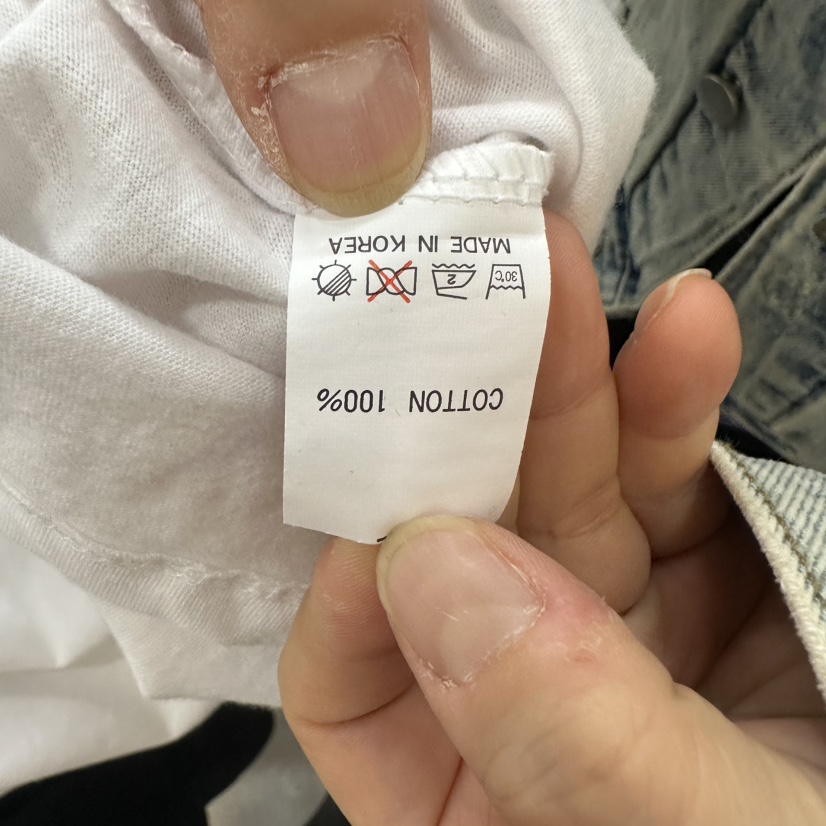 COTTON 100%
30℃ 2
MADE IN KOREA